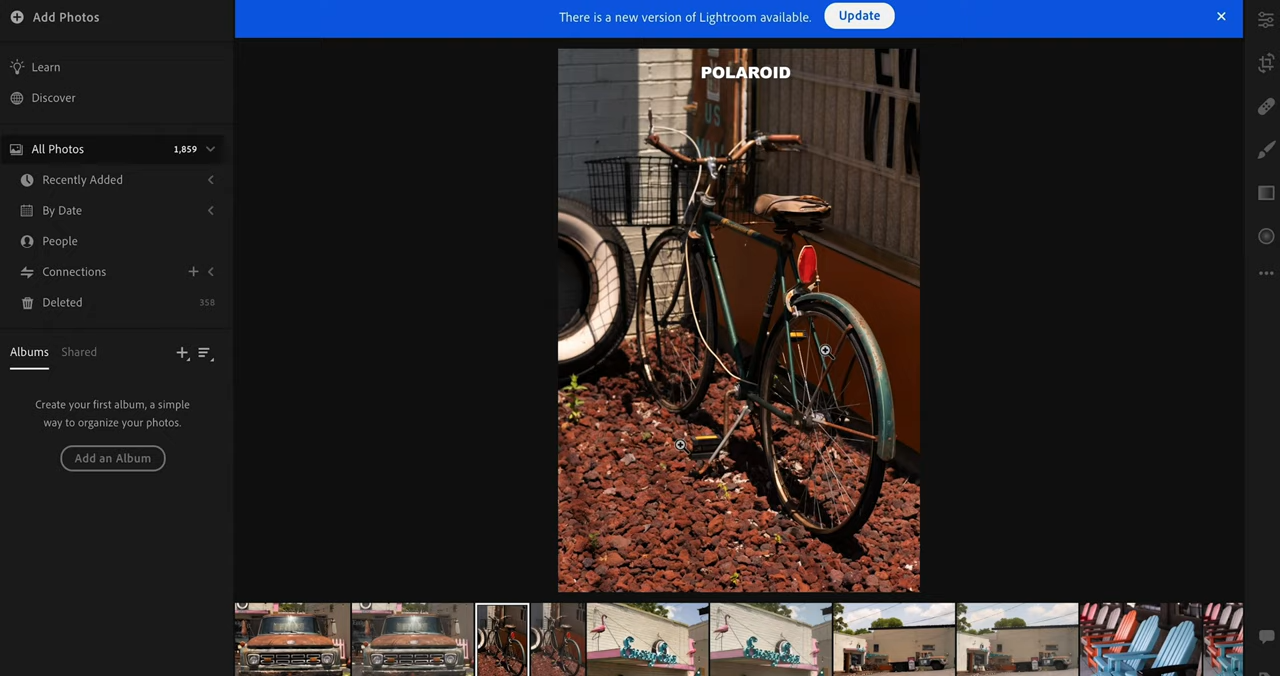 Add Photos
There is a new version of Lightroom available.
Update
Learn
Discover
All Photos
1,859
Recently Added
By Date
People
Connections
Deleted
358
Albums
Shared
Create your first album, a simple
way to organize your photos.
Add an Album
POLAROID
US